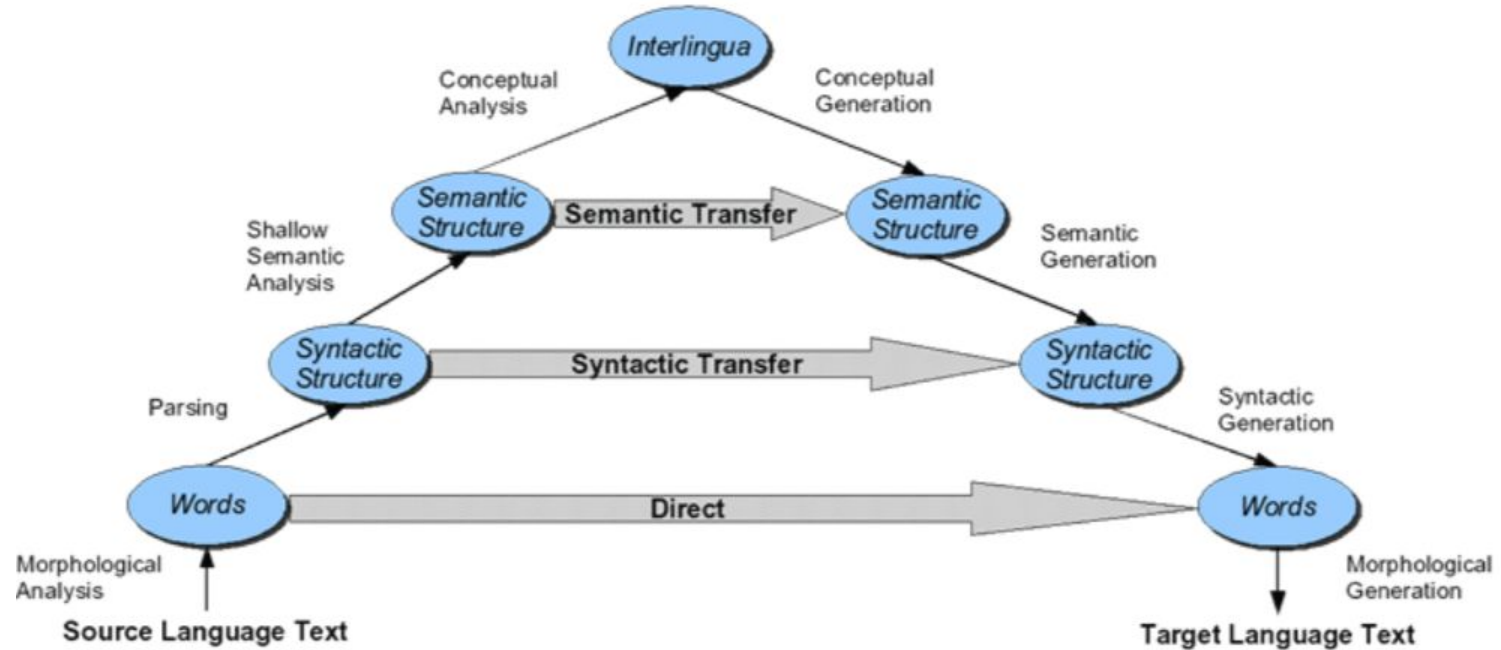 Interlingua
Conceptual
Analysis
Conceptual
Generation
Semantic
Structure
Semantic Transfer
Semantic
Structure
Shallow
Semantic
Analysis
Semantic
Generation
Syntactic
Structure
Syntactic Transfer
Syntactic
Structure
Parsing
Syntactic
Generation
Words
Direct
Words
Morphological
Analysis
Morphological
Generation
Source Language Text
Target Language Text